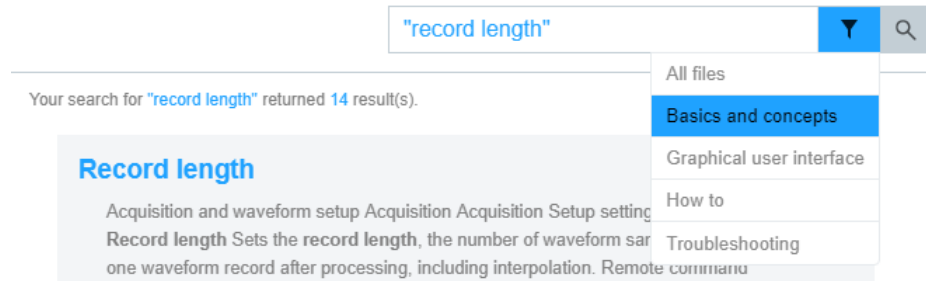 "record length"
All files
Your search for "record length" returned 14 result(s).
Basics and concepts
Record length
Graphical user interface
Acquisition and waveform setup Acquisition Acquisition Setup setting
How to
Record length Sets the record length, the number of waveform
Troubleshooting
one waveform record after processing, including interpolation. Remote command